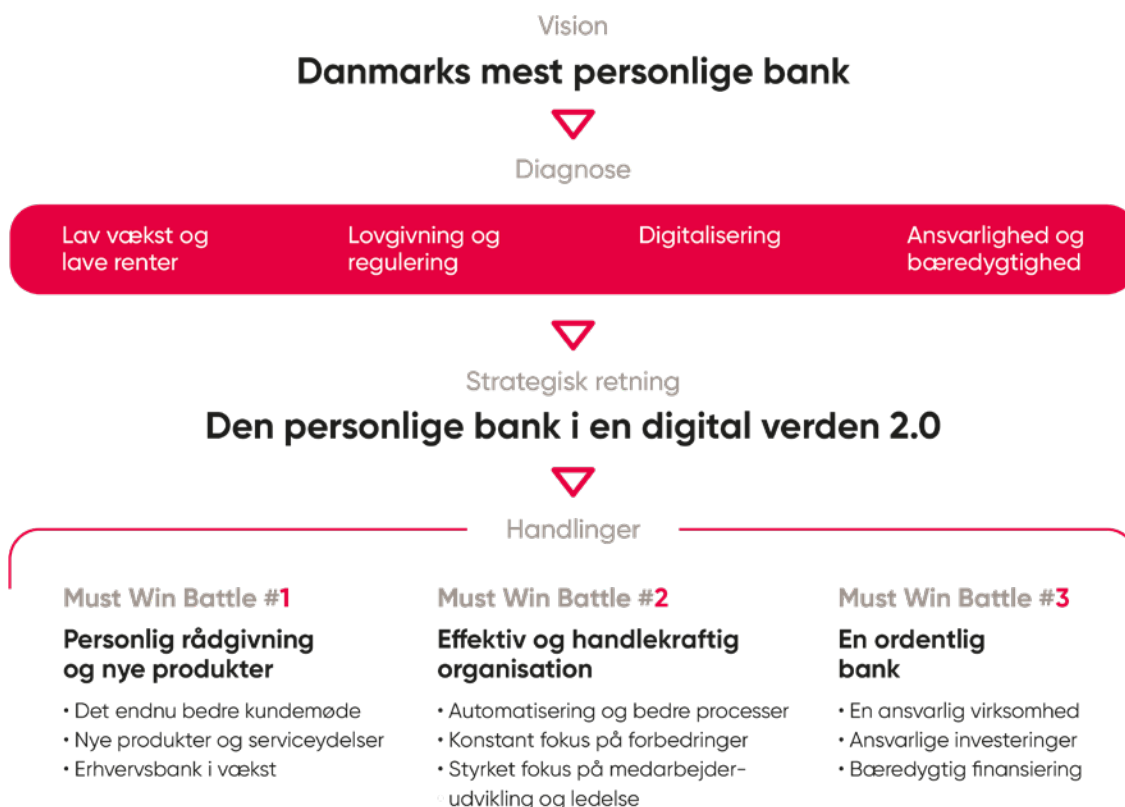 Vision
Danmarks mest personlige bank
Diagnose
Lav vækst og
lave renter
Lovgivning og
regulering
Digitalisering
Ansvarlighed og
bæredygtighed
Strategisk retning
Den personlige bank i en digital verden 2.0
Handlinger
Must Win Battle #1
Personlig rådgivning
og nye produkter
• Det endnu bedre kundemøde
• Nye produkter og serviceydelser
• Erhvervsbank i vækst
Must Win Battle #2
Effektiv og handlekraftig
organisation
• Automatisering og bedre processer
• Konstant fokus på forbedringer
• Styrket fokus på medarbejder-
udvikling og ledelse
Must Win Battle #3
En ordentlig
bank
• En ansvarlig virksomhed
• Ansvarlige investeringer
• Bæredygtig finansiering